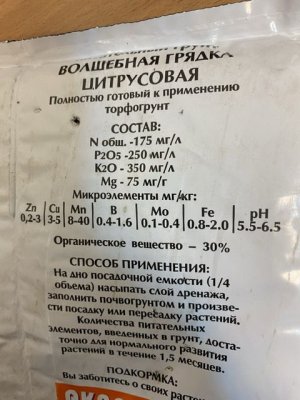 ВОЛШЕБНАЯ ГРЯДКА
ЦИТРУСОВАЯ
Полностью готовый к применению
торфогрунт
СОСТАВ:
N общ. -175 мг/л
P2O5 -250 мг/л
K2O - 350 мг/л
Mg - 75 мг/г
Микроэлементы мг/кг:
Zn Cu Mn B Mo Fe pH
0,2-3 3-5 8-40 0.4-1.6 0.1-0.4 0.8-2.0 5.5-6.5
Органическое вещество – 30%
СПОСОБ ПРИМЕНЕНИЯ:
На дно посадочной емкости (1/4
объема) насыпать слой дренажа,
заполнить почвогрунтом и произве-
сти посадку или пересадку растений.
Количества питательных
элементов, введенных в грунт, доста-
точно для нормального развития
растений в течение 1,5 месяцев.
ПОДКОРМКА:
Вы заботитесь о своих